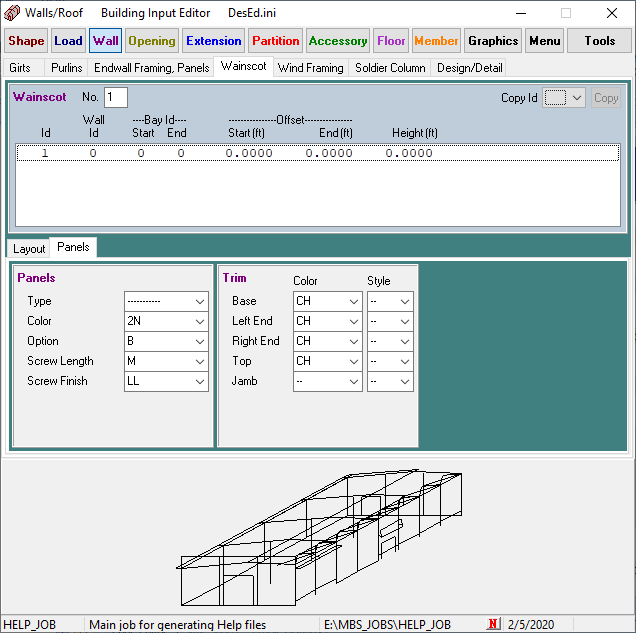 Walls/Roof Building Input Editor DesEd.ini
Shape Load Wall Opening Extension Partition Accessory Floor Member Graphics Menu Tools
Girts Purlins Endwall Framing, Panels Wainscot Wind Framing Soldier Column Design/Detail
Wainscot No. 1 Copy Id Copy
Wall ----Bay Id---- ---------------Offset---------------
Id Id Start End Start (ft) End (ft) Height (ft)
1 0 0 0 0.0000 0.0000 0.0000
Layout Panels
Panels
Type -----------
Color 2N
Option B
Screw Length M
Screw Finish LL
Trim Color Style
Base CH --
Left End CH --
Right End CH --
Top CH --
Jamb -- --
HELP_JOB Main job for generating Help files E:\MBS_JOBS\HELP_JOB N 2/5/2020